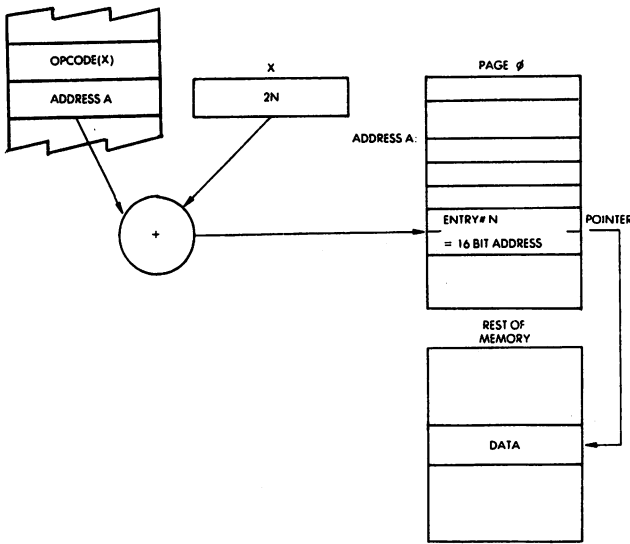 OPCODE(X)
ADDRESS A
X
2N
+
PAGE ϕ
ADDRESS A:
ENTRY# N
= 16 BIT ADDRESS
POINTER
REST OF
MEMORY
DATA